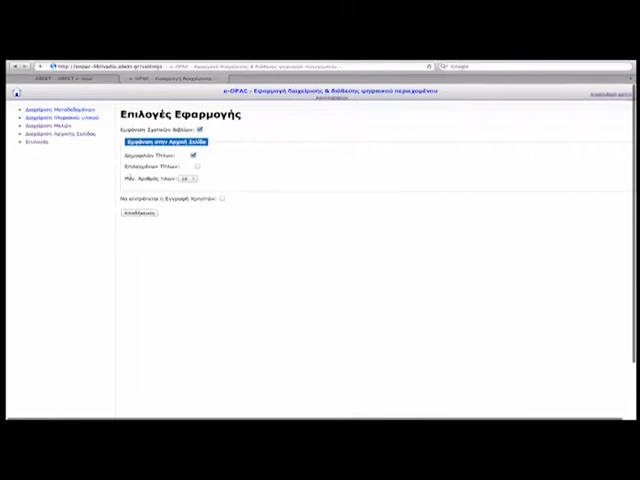 e-OPAC - Εφαρμογή διαχείρισης & διάθεσης ψηφιακού περιεχομένου
Διαχείριση Μεταδεδομένων
Διαχείριση Ψηφιακού υλικού
Διαχείριση Μελών
Διαχείριση Αρχικής Σελίδας
Επιλογές
Επιλογές Εφαρμογής
Εμφάνιση Σχετικών Βιβλίων:
Εμφάνιση στην Αρχική Σελίδα
Δημοφιλών Τίτλων:
Επιλεγμένων Τίτλων:
Αριθμός τίτλων:
Να επιτρέπεται η Εγγραφή Χρηστών:
Αποθήκευση
Google